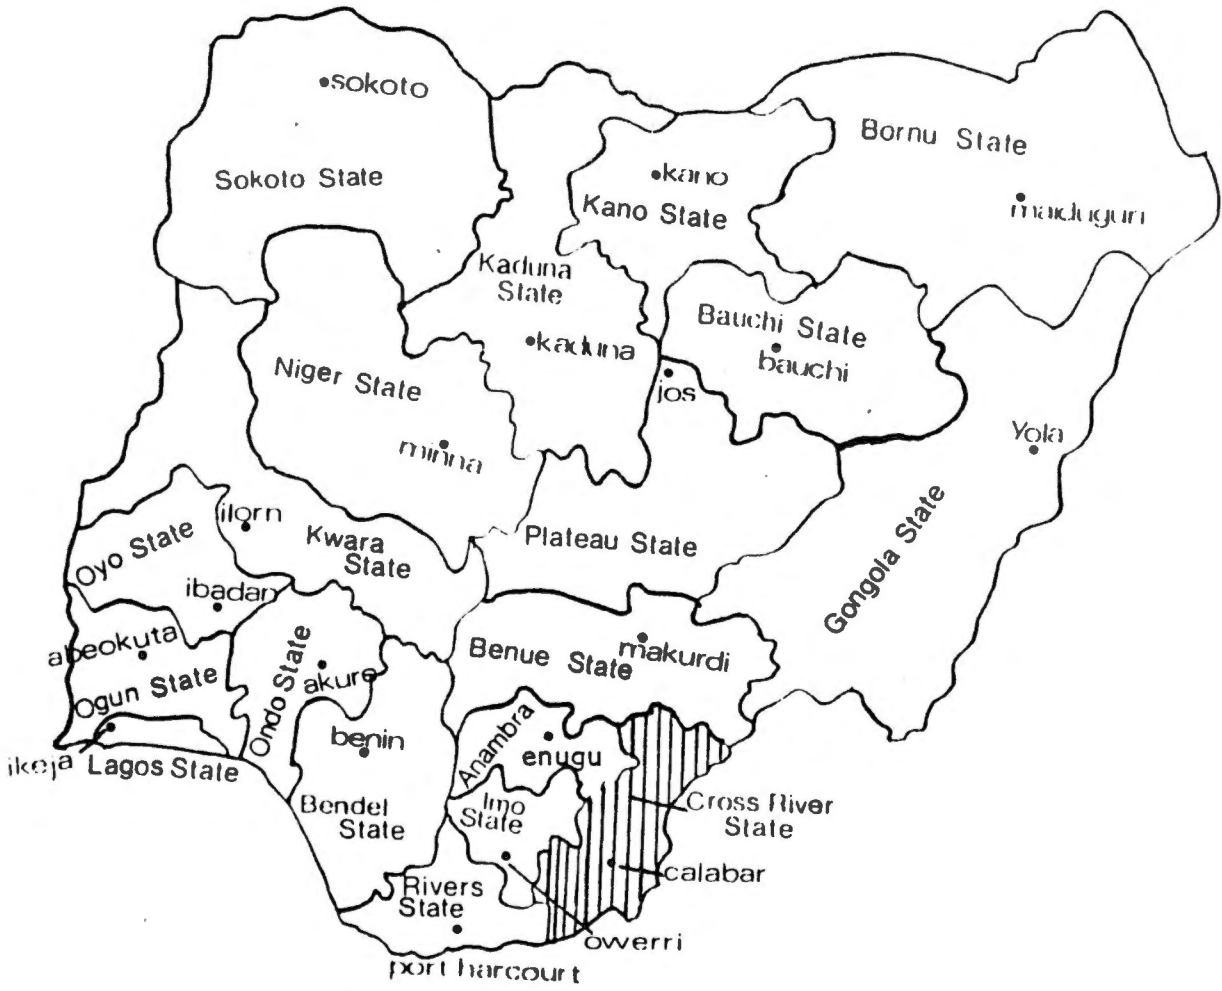 sokoto
Sokoto State
Bornu State
kano
Kano State
maiduguri
Kaduna
State
kaduna
Bauchi State
bauchi
jos
Niger State
minna
Yola
Gongola State
ilorn
Kwara
State
Oyo State
ibadan
Plateau State
abeokuta
Ogun State
Ondo State
akure
Benue State
makurdi
ikeja
Lagos State
benin
Bendel
State
Anambra
enugu
Imo
State
Cross River
State
calabar
Rivers
State
owerri
port harcourt